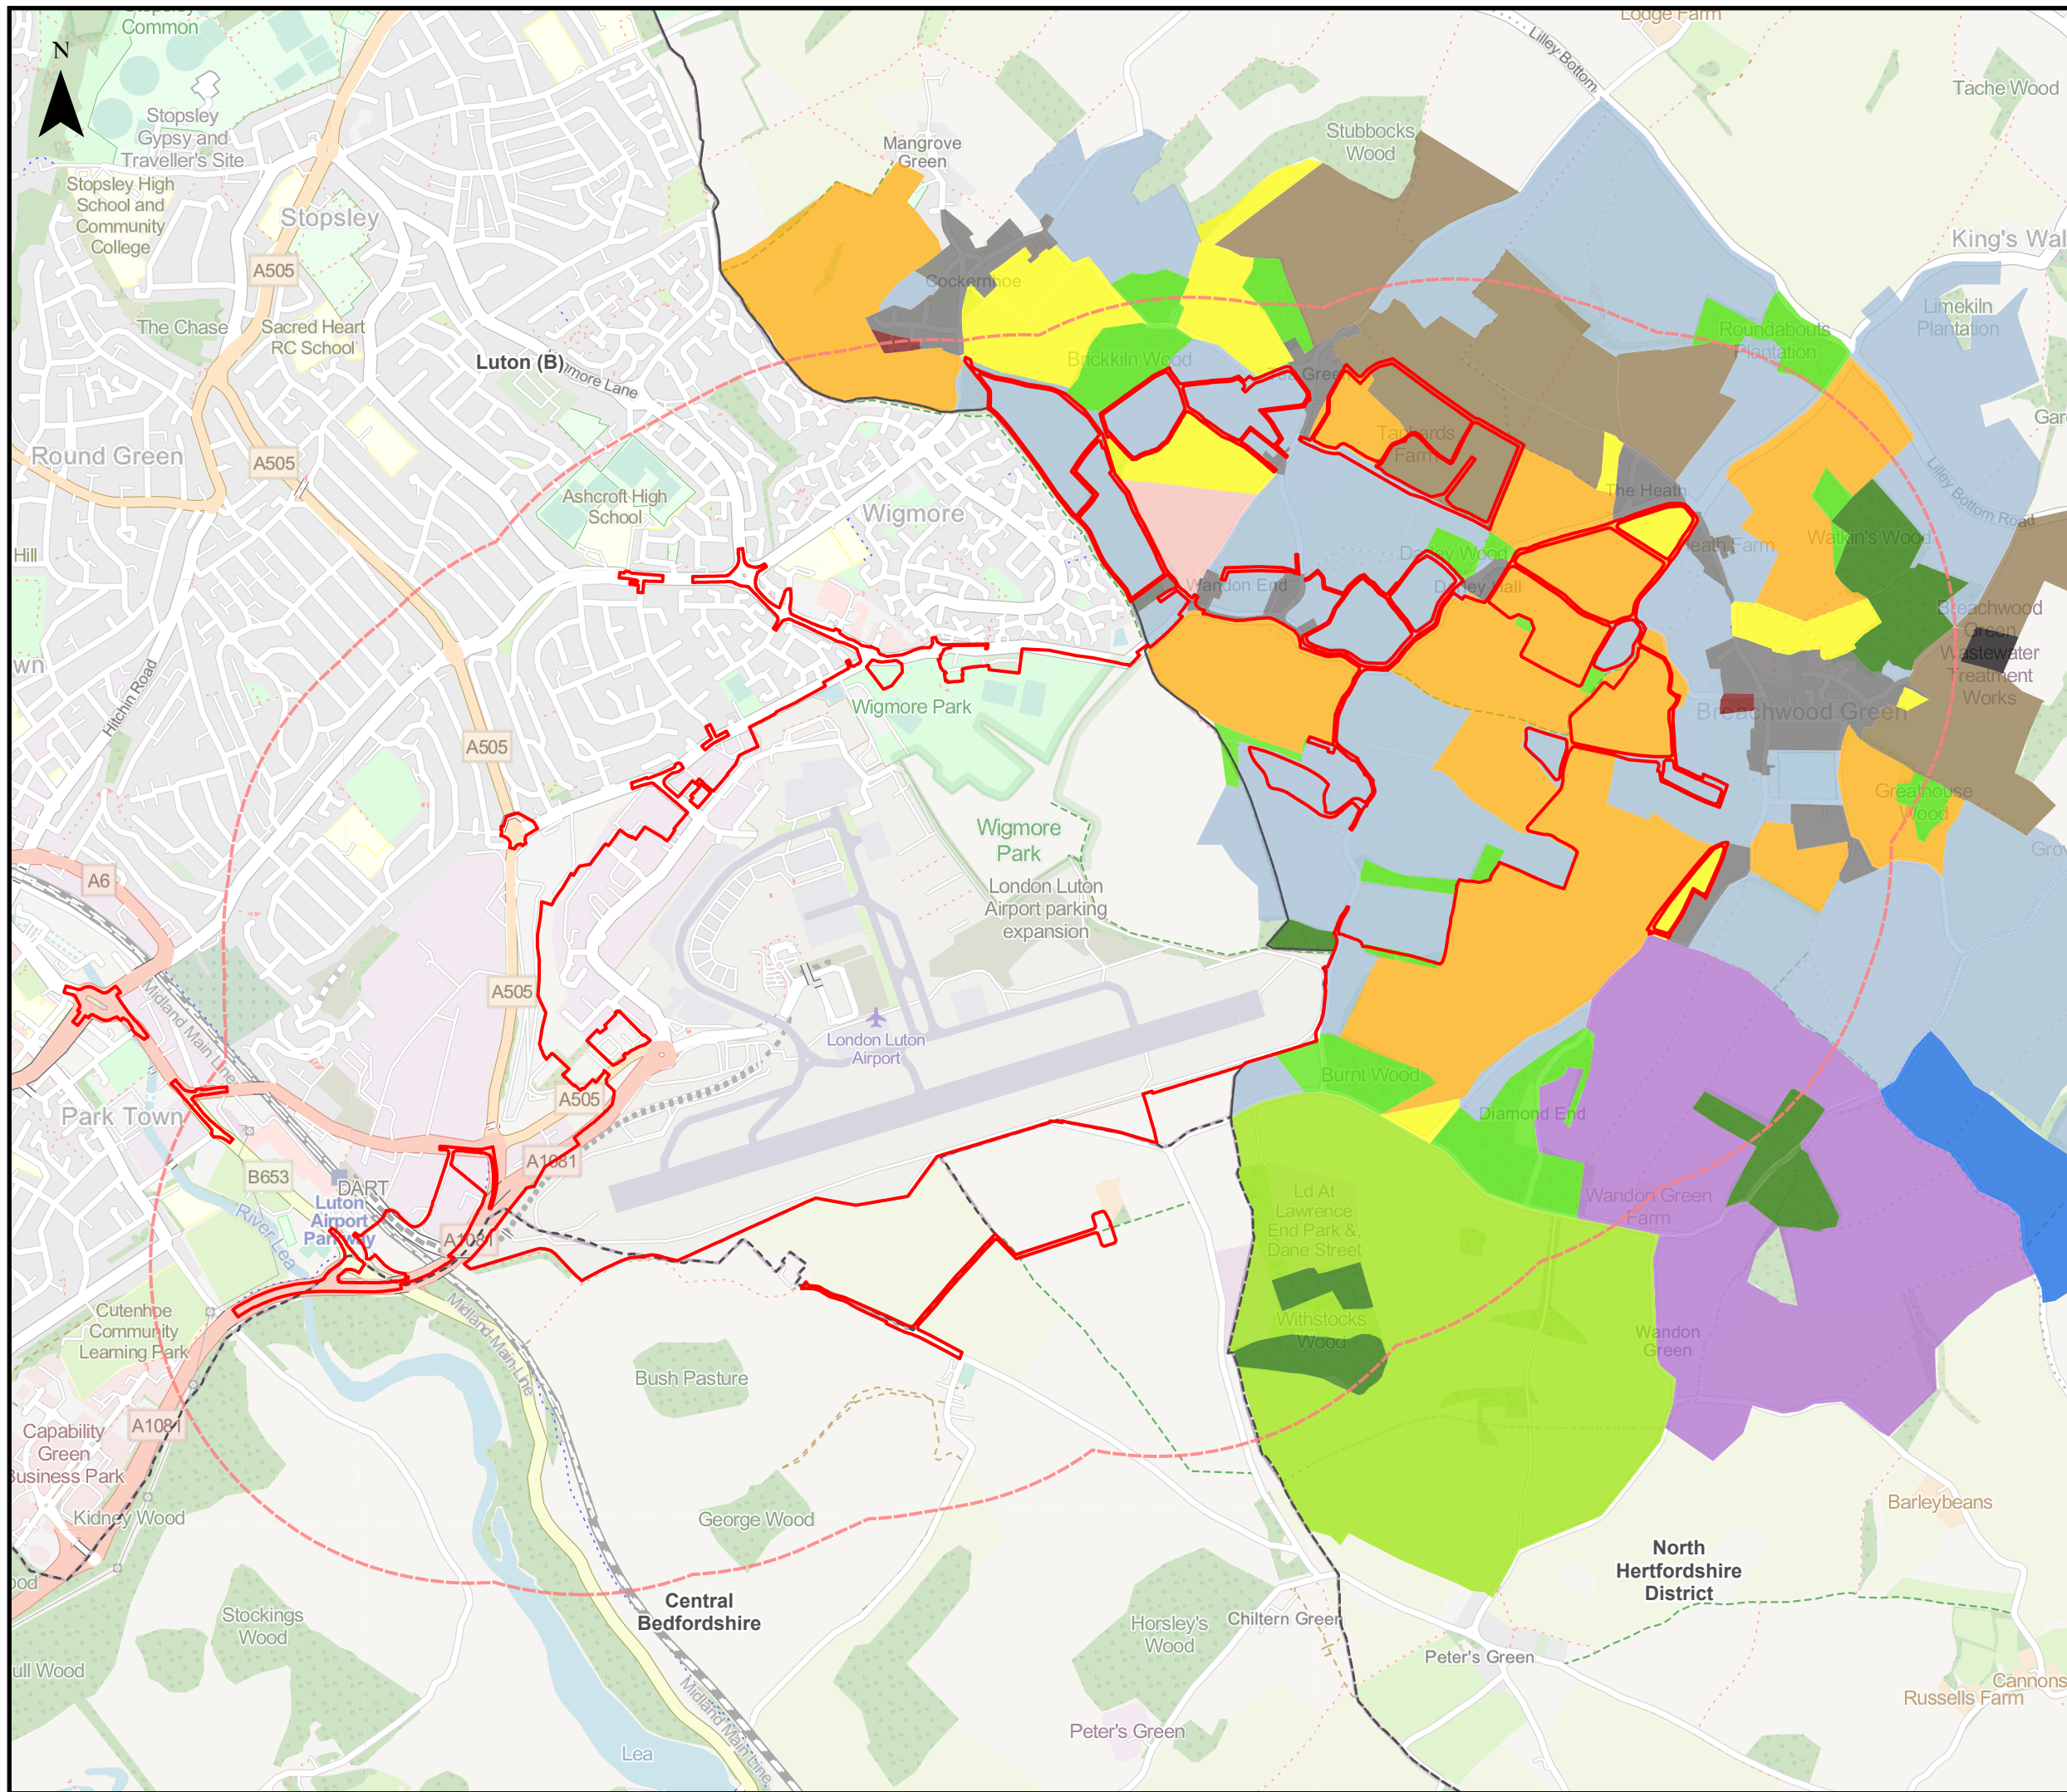 Stopsley
Common
N
Stopsley
Gypsy and
Traveller's Site
Stopsley High
School and
Community
College
Stopsley
A505
The Chase
Sacred Heart
RC School
Luton (B)
Mangrove
Green
Lodge Farm
Lilley Bottom
Tache Wood
Stubbocks
Wood
King's Wal
Cockernhoe
Limekiln
Plantation
Roundabouts
Plantation
Brickkiln Wood
Tea Green
Round Green
A505
Ashcroft High
School
Wigmore
Tankards
Farm
The Heath
Lilley Bottom Road
Heath Farm
Watkin's Wood
Hill
Darley Wood
Darley Hall
Wandon End
Breachwood
Green
Wastewater
Treatment
Works
Hitchin Road
Wigmore Park
A505
Breachwood Green
Greathouse
Wood
Wigmore
Park
London Luton
Airport parking
expansion
A6
A505
Midland Main Line
London Luton
Airport
Park Town
A505
Burnt Wood
Diamond End
A1081
B653
DART
Luton
Airport
Parkway
River Lea
A1081
Ld At
Lawrence
End Park &,
Dane Street
Wandon Green
Farm
Withstocks
Wood
Wandon
Green
Cutenhoe
Community
Learning Park
Midland Main Line
Bush Pasture
A1081
Capability
Green
Business Park
Kidney Wood
George Wood
Barleybeans
North
Hertfordshire
District
Central
Bedfordshire
Stockings
Wood
Horsley's
Wood
Chiltern Green
Peter's Green
ull Wood
Cannons
Russells Farm
Midland Main Line
Peter's Green
Lea